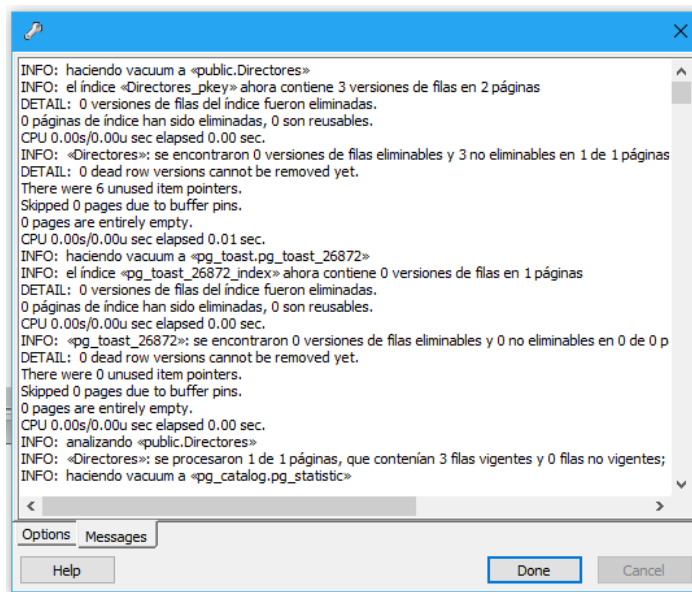 INFO:  haciendo vacuum a «public.Directores»
INFO:  el índice «Directores_pkey» ahora contiene 3 versiones de filas en 2 páginas
DETAIL:  0 versiones de filas del índice fueron eliminadas.
0 páginas de índice han sido eliminadas, 0 son reusables.
CPU 0.00s/0.00u sec elapsed 0.00 sec.
INFO:  «Directores»: se encontraron 0 versiones de filas eliminables y 3 no eliminables en 1 de 1 páginas
DETAIL:  0 dead row versions cannot be removed yet.
There were 6 unused item pointers.
Skipped 0 pages due to buffer pins.
0 pages are entirely empty.
CPU 0.00s/0.00u sec elapsed 0.01 sec.
INFO:  haciendo vacuum a «pg_toast.pg_toast_26872»
INFO:  el índice «pg_toast_26872_index» ahora contiene 0 versiones de filas en 1 páginas
DETAIL:  0 versiones de filas del índice fueron eliminadas.
0 páginas de índice han sido eliminadas, 0 son reusables.
CPU 0.00s/0.00u sec elapsed 0.00 sec.
INFO:  «pg_toast_26872»: se encontraron 0 versiones de filas eliminables y 0 no eliminables en 0 de 0 p
DETAIL:  0 dead row versions cannot be removed yet.
There were 0 unused item pointers.
Skipped 0 pages due to buffer pins.
0 pages are entirely empty.
CPU 0.00s/0.00u sec elapsed 0.00 sec.
INFO:  analizando «public.Directores»
INFO:  «Directores»: se procesaron 1 de 1 páginas, que contenían 3 filas vigentes y 0 filas no vigentes;
INFO:  haciendo vacuum a «pg_catalog.pg_statistic»
Options Messages
Help Done Cancel